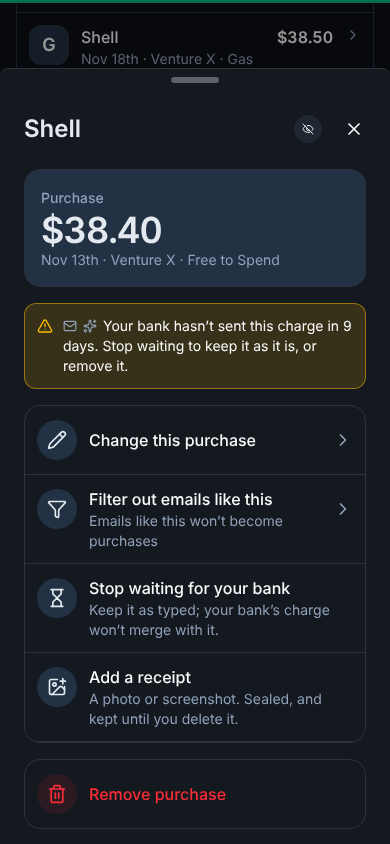 G
Shell
$38.50
Nov 18th · Venture X · Gas
Shell
Purchase
$38.40
Nov 13th · Venture X · Free to Spend
Your bank hasn’t sent this charge in 9
days. Stop waiting to keep it as it is, or
remove it.
Change this purchase
Filter out emails like this
Emails like this won’t become
purchases
Stop waiting for your bank
Keep it as typed; your bank’s charge
won’t merge with it.
Add a receipt
A photo or screenshot. Sealed, and
kept until you delete it.
Remove purchase